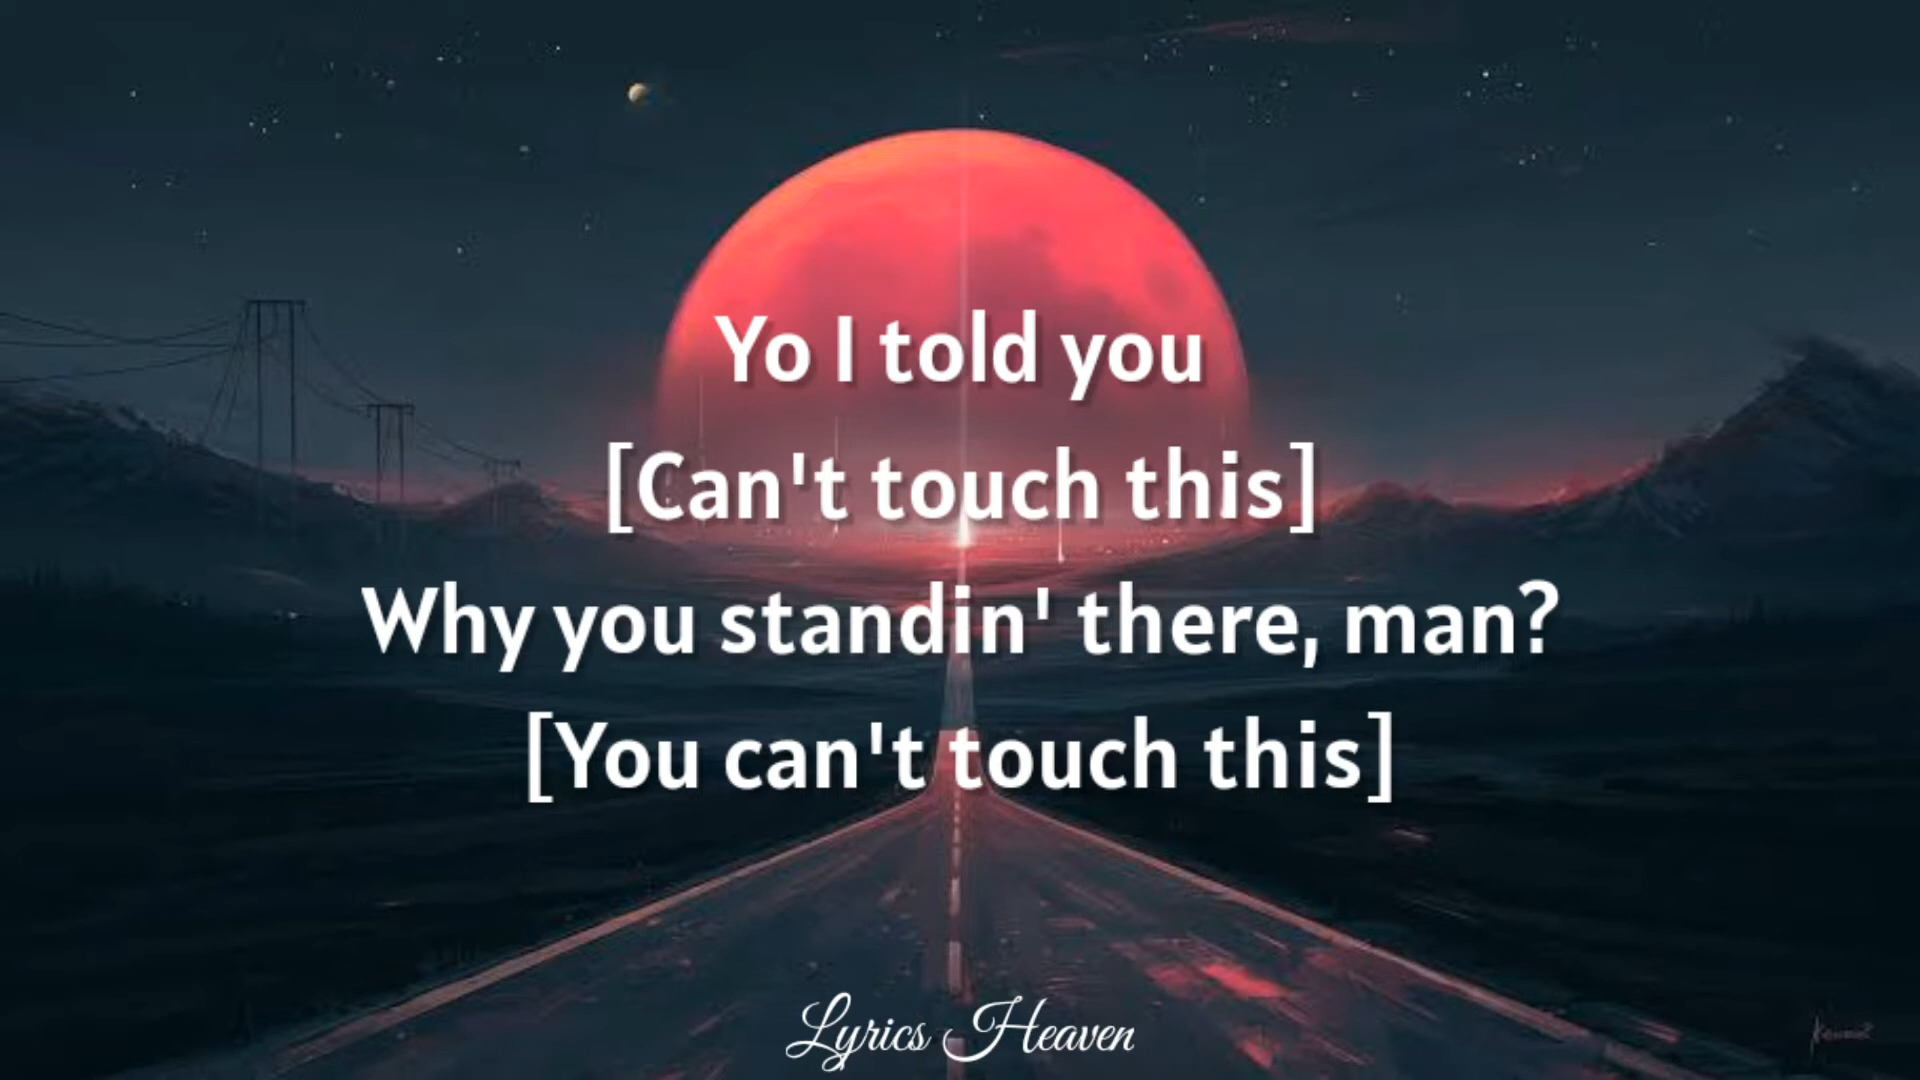 Yo I told you
[Can't touch this]
Why you standin' there, man?
[You can't touch this]
Lyrics Heaven